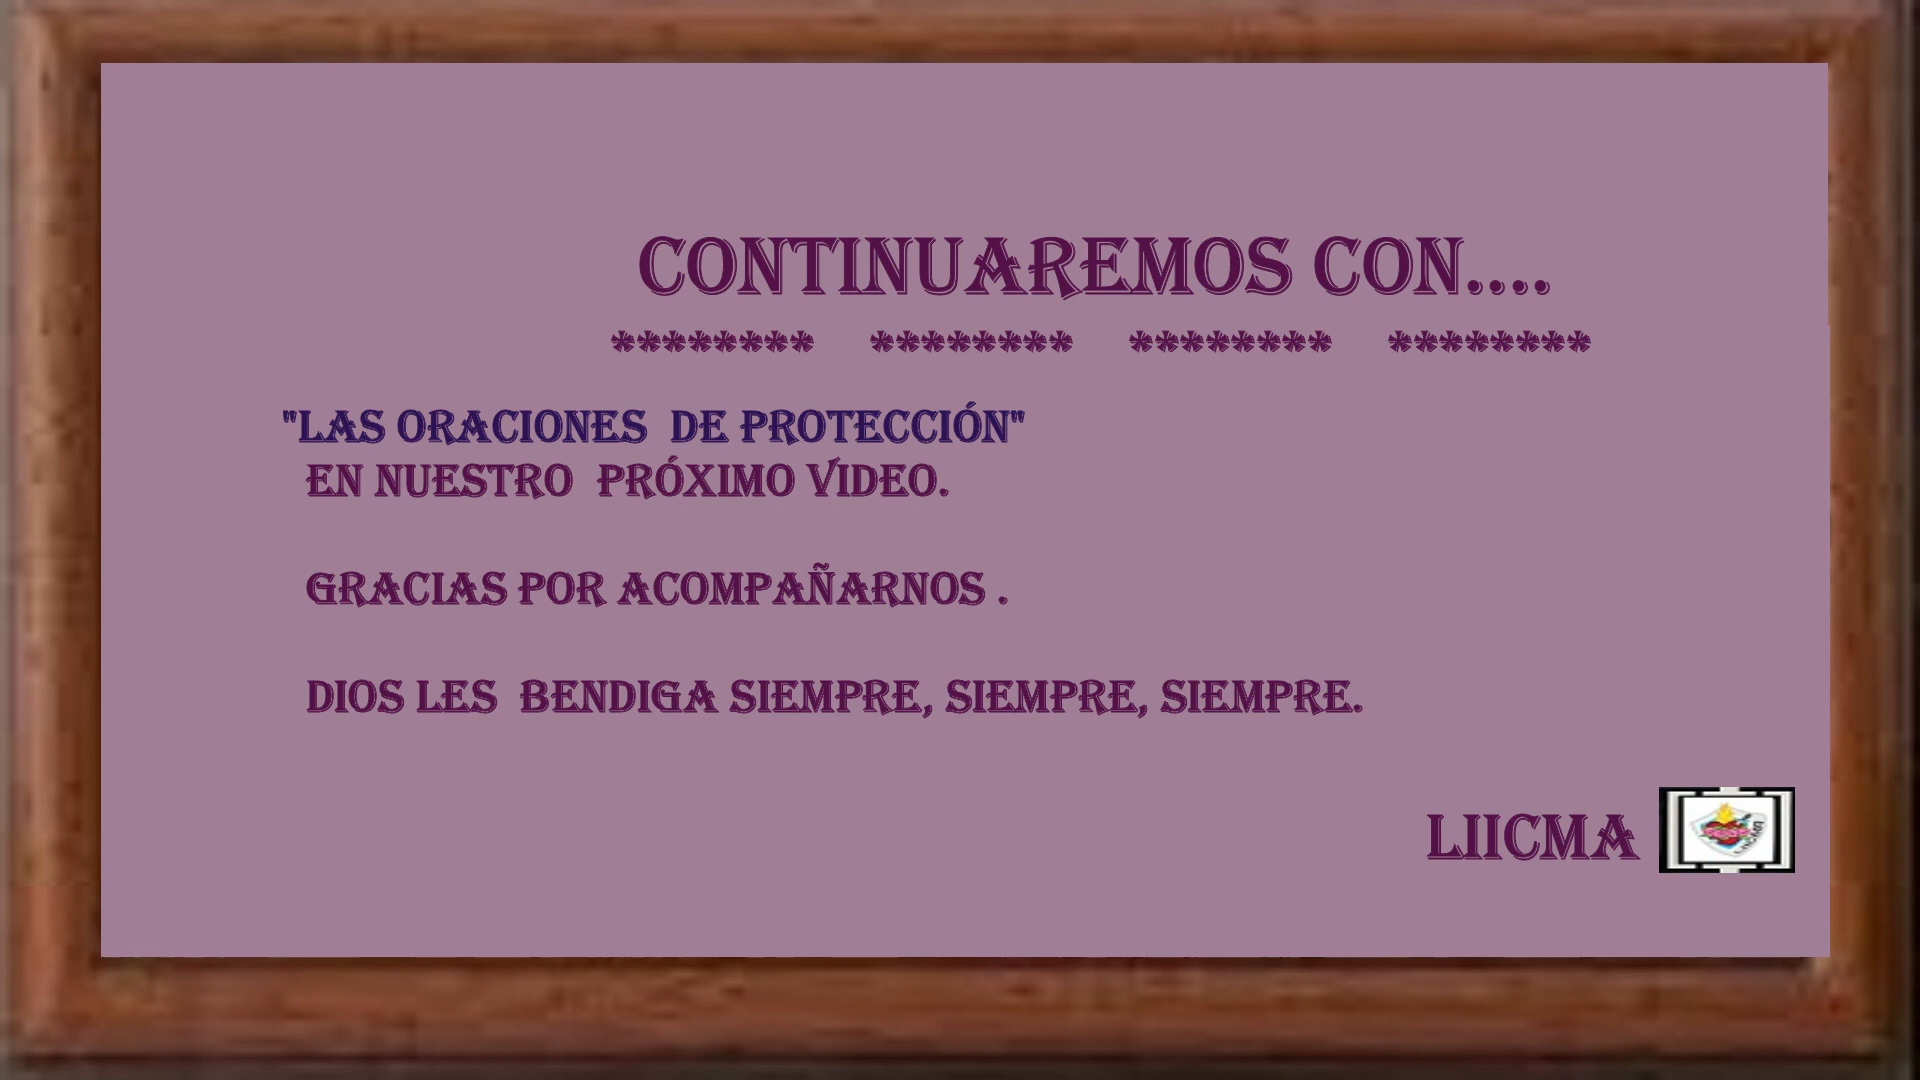 CONTINUAREMOS CON....
******** ******** ******** ********
"LAS ORACIONES DE PROTECCIÓN"
EN NUESTRO PRÓXIMO VIDEO.
GRACIAS POR ACOMPAÑARNOS .
DIOS LES BENDIGA SIEMPRE, SIEMPRE, SIEMPRE.
LIICMA